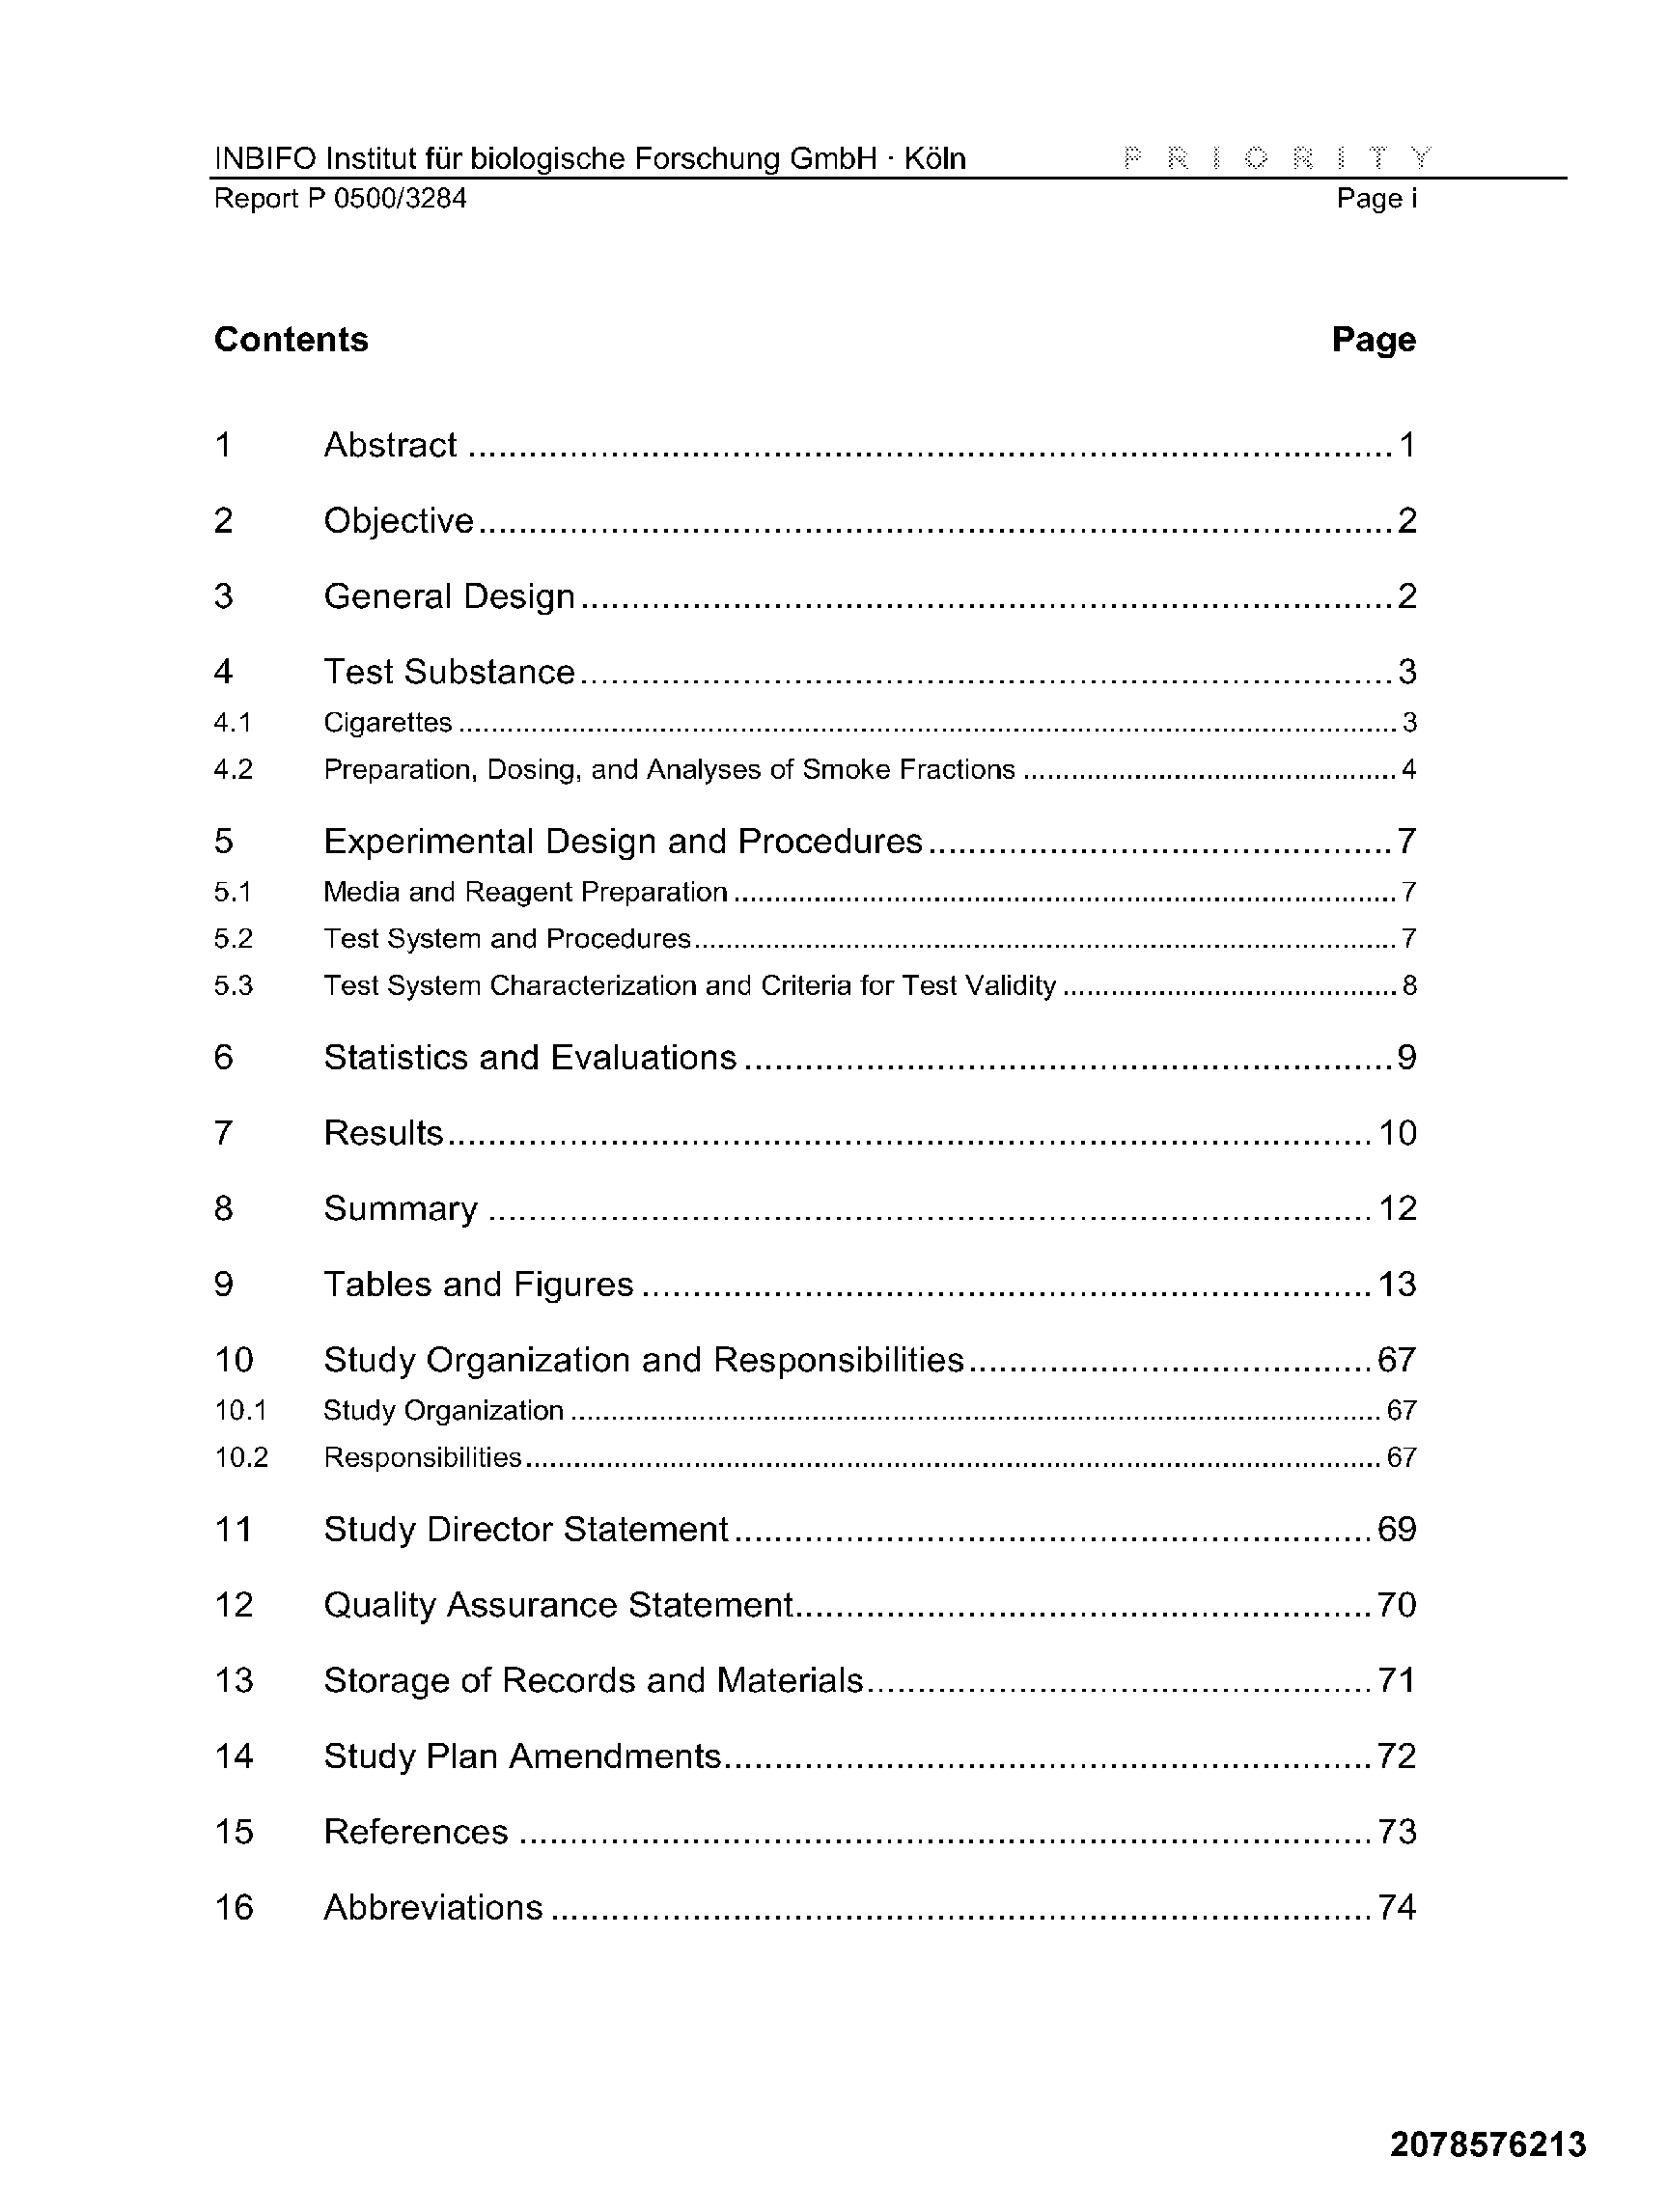 INBIFO Institut für biologische Forschung GmbH · Köln P R I O R I T Y
Report P 0500/3284 Page i
Contents Page
1 Abstract ........................................ 1
2 Objective ........................................ 2
3 General Design ........................................ 2
4 Test Substance ........................................ 3
4.1 Cigarettes ........................................ 3
4.2 Preparation, Dosing, and Analyses of Smoke Fractions ........................................ 4
5 Experimental Design and Procedures ........................................ 7
5.1 Media and Reagent Preparation ........................................ 7
5.2 Test System and Procedures ........................................ 7
5.3 Test System Characterization and Criteria for Test Validity ........................................ 8
6 Statistics and Evaluations ........................................ 9
7 Results ........................................ 10
8 Summary ........................................ 12
9 Tables and Figures ........................................ 13
10 Study Organization and Responsibilities ........................................ 67
10.1 Study Organization ........................................ 67
10.2 Responsibilities ........................................ 67
11 Study Director Statement ........................................ 69
12 Quality Assurance Statement ........................................ 70
13 Storage of Records and Materials ........................................ 71
14 Study Plan Amendments ........................................ 72
15 References ........................................ 73
16 Abbreviations ........................................ 74
2078576213